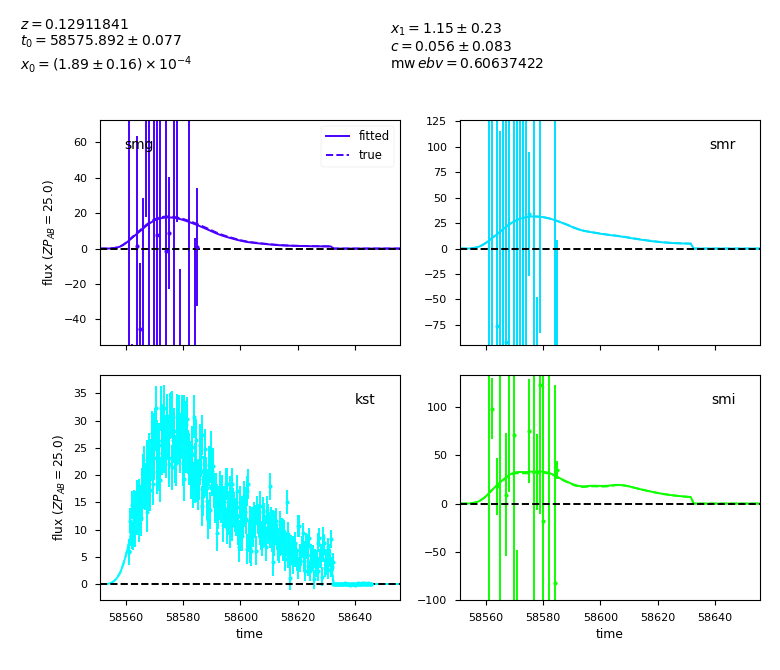 z = 0.12911841
t₀ = 58575.892 ± 0.077
x₀ = (1.89 ± 0.16) × 10⁻⁴
x₁ = 1.15 ± 0.23
c = 0.056 ± 0.083
mw ebv = 0.60637422
smg
fitted
true
60
40
20
0
−20
−40
flux (ZP_AB = 25.0)
smr
125
100
75
50
25
0
−25
−50
−75
kst
35
30
25
20
15
10
5
0
flux (ZP_AB = 25.0)
58560 58580 58600 58620 58640
time
smi
100
50
0
−50
−100
58560 58580 58600 58620 58640
time